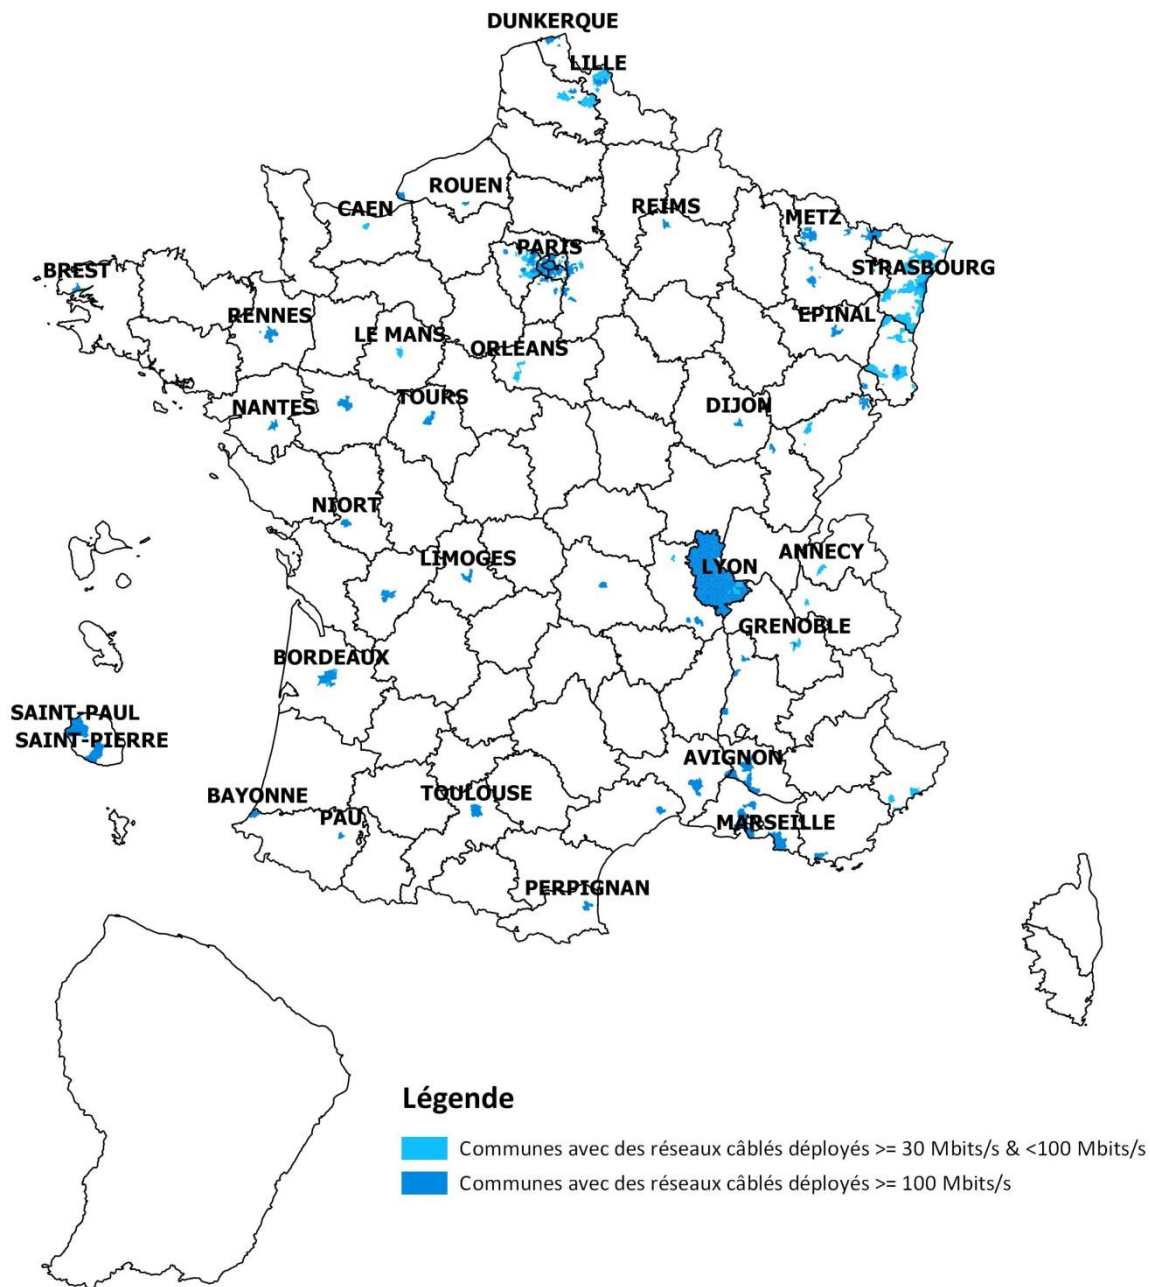 DUNKERQUE
LILLE
ROUEN
CAEN
REIMS
METZ
PARIS
STRASBOURG
BREST
RENNES
EPINAL
LE MANS
ORLEANS
TOURS
NANTES
DIJON
NIORT
LIMOGES
ANNECY
LYON
GRENOBLE
BORDEAUX
SAINT-PAUL
SAINT-PIERRE
AVIGNON
BAYONNE
TOULOUSE
PAU
MARSEILLE
PERPIGNAN
Légende
Communes avec des réseaux câblés déployés >= 30 Mbits/s & <100 Mbits/s
Communes avec des réseaux câblés déployés >= 100 Mbits/s